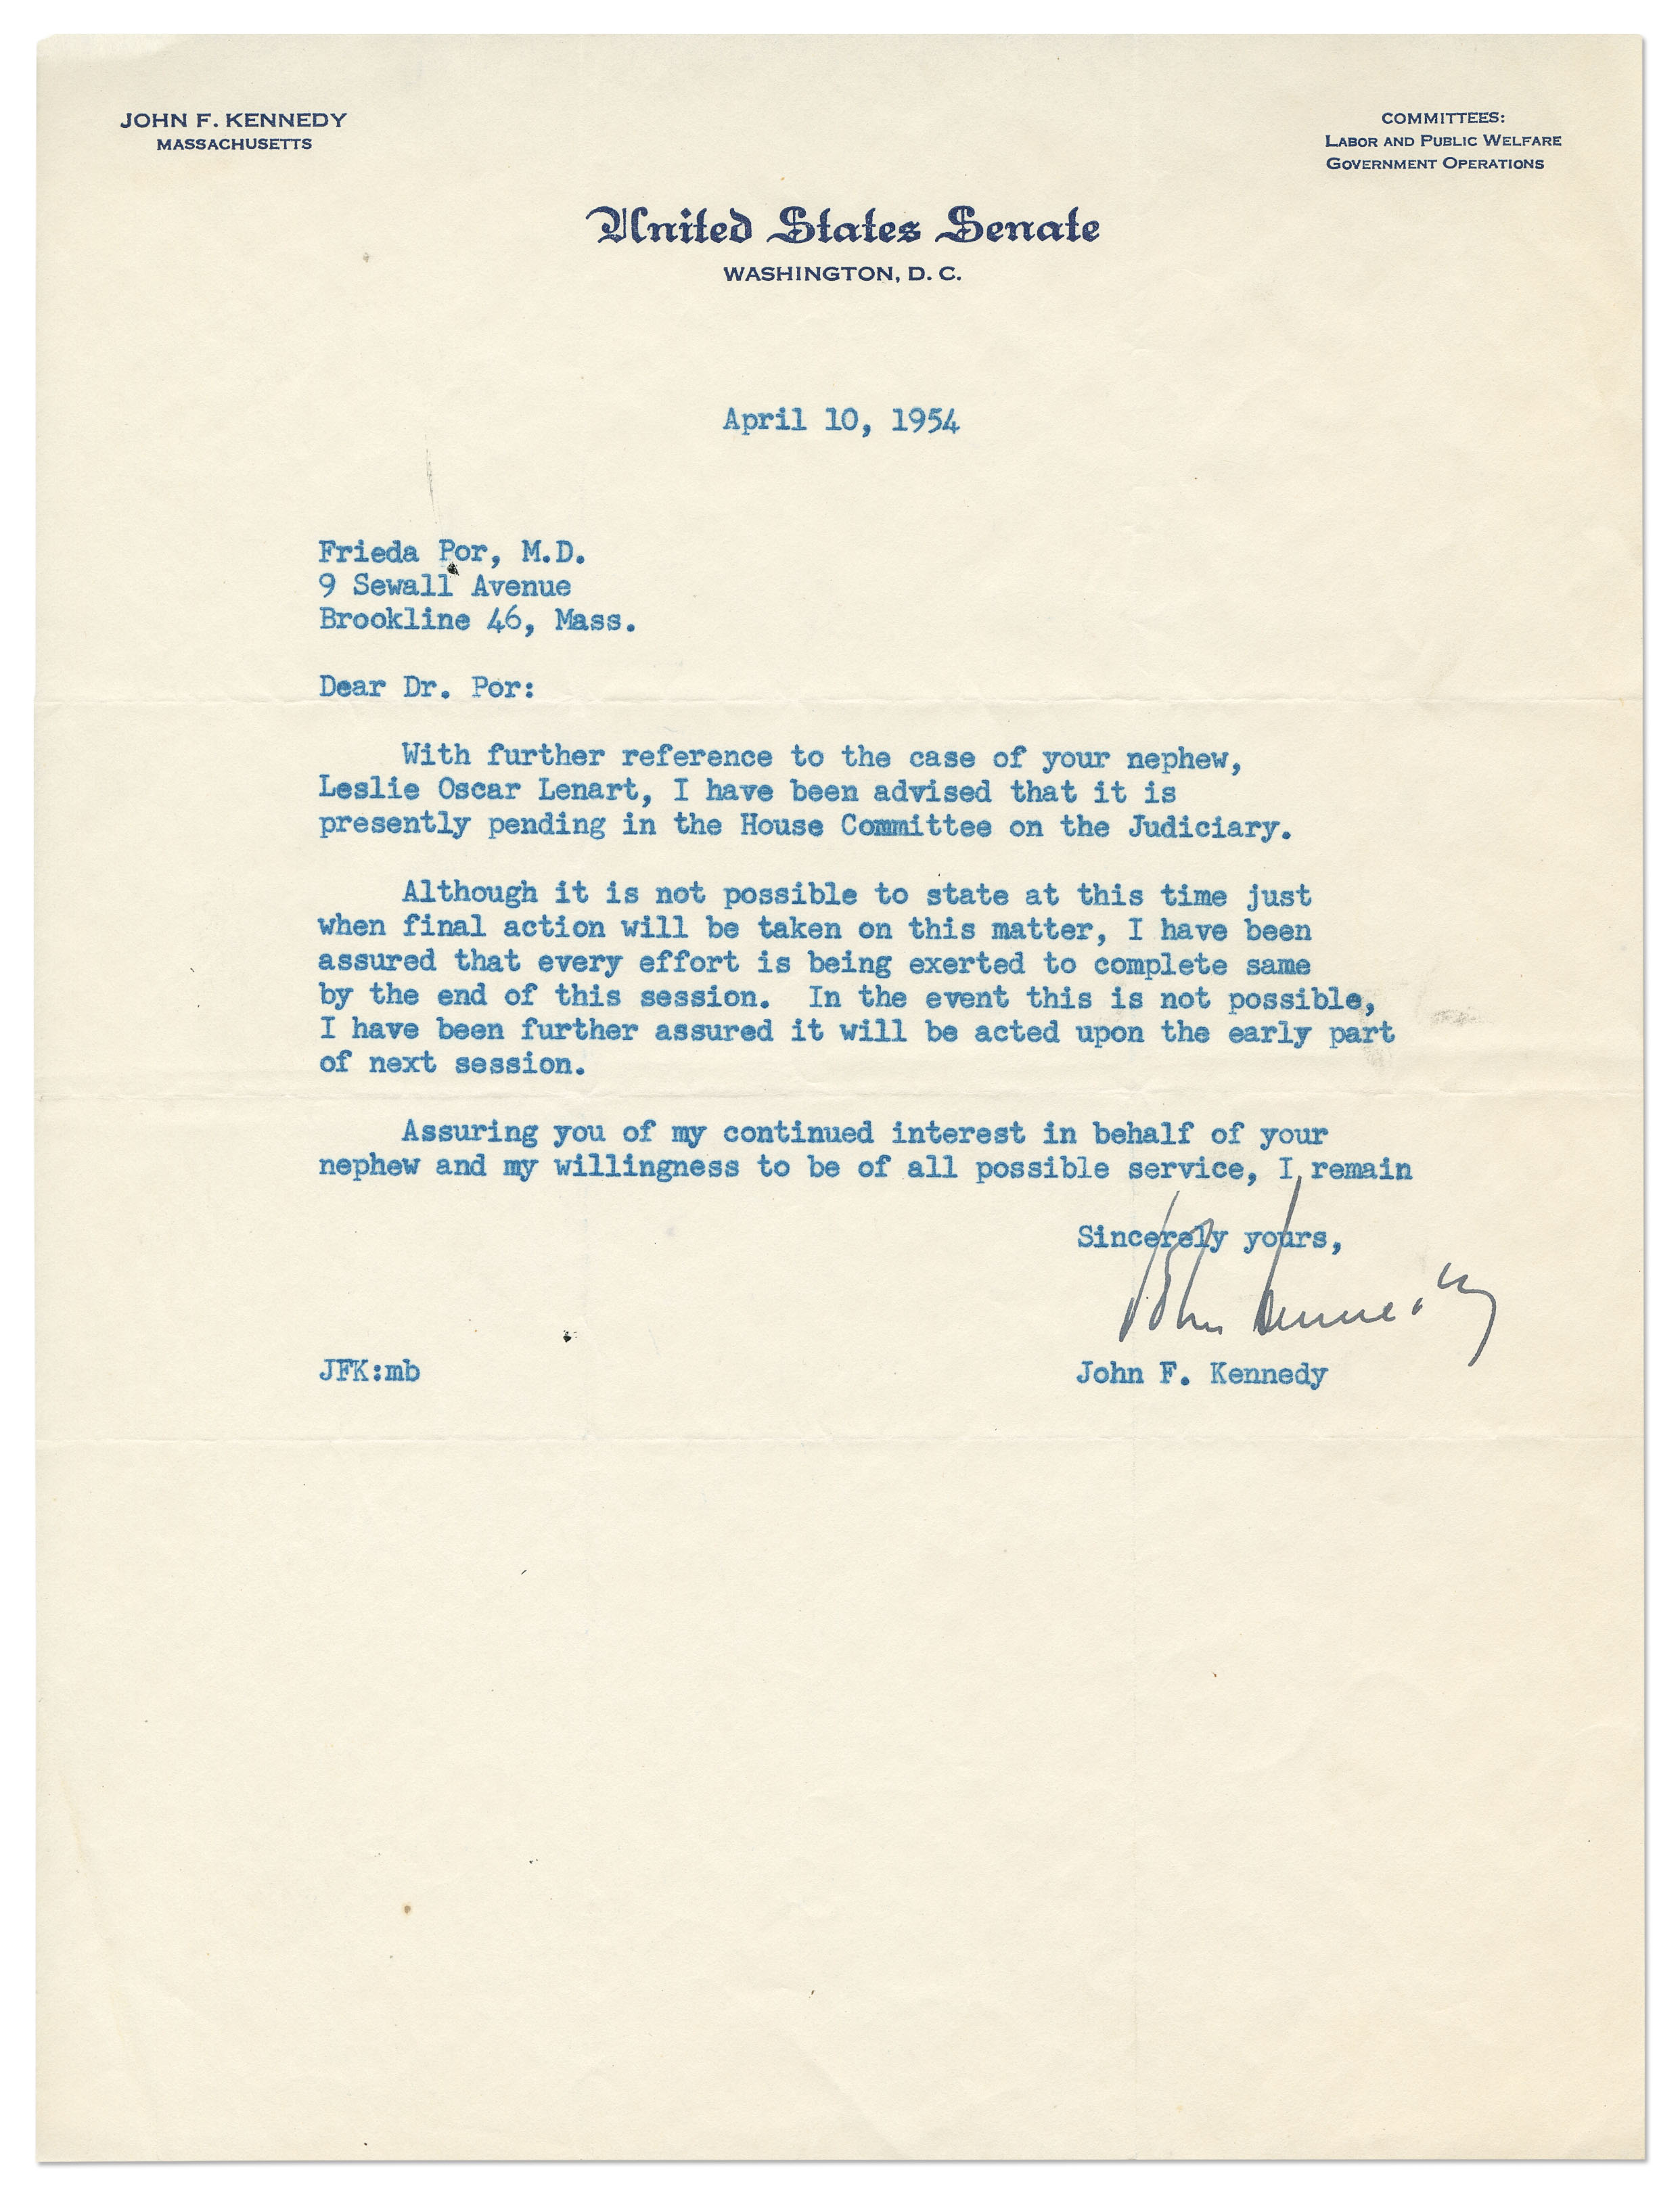 JOHN F. KENNEDY
MASSACHUSETTS
COMMITTEES:
LABOR AND PUBLIC WELFARE
GOVERNMENT OPERATIONS
United States Senate
WASHINGTON, D. C.
April 10, 1954
Frieda Por, M.D.
9 Sewall Avenue
Brookline 46, Mass.
Dear Dr. Por:
With further reference to the case of your nephew,
Leslie Oscar Lenart, I have been advised that it is
presently pending in the House Committee on the Judiciary.
Although it is not possible to state at this time just
when final action will be taken on this matter, I have been
assured that every effort is being exerted to complete same
by the end of this session.  In the event this is not possible,
I have been further assured it will be acted upon the early part
of next session.
Assuring you of my continued interest in behalf of your
nephew and my willingness to be of all possible service, I remain
Sincerely yours,
John Kennedy
JFK:mb
John F. Kennedy